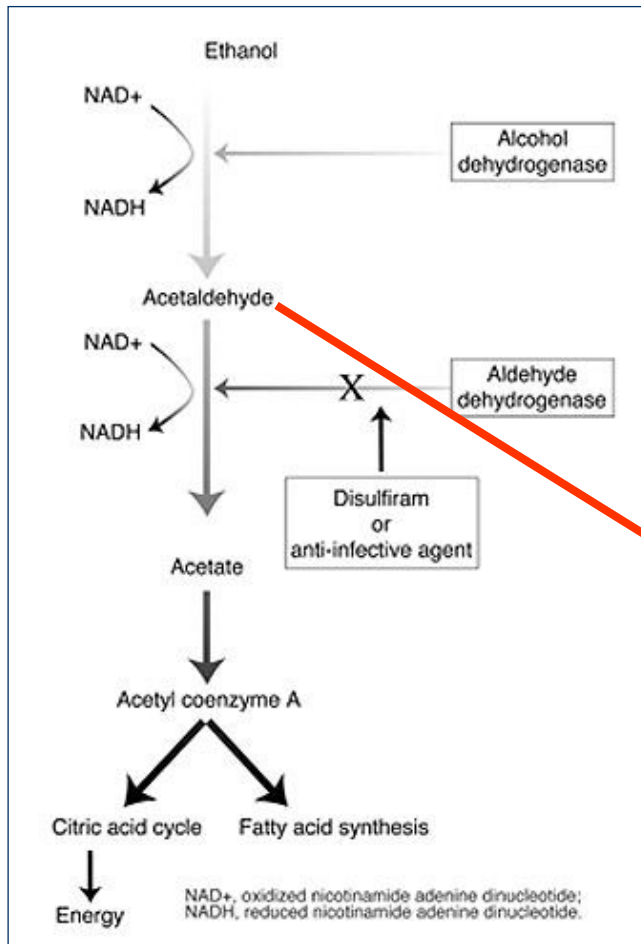 Ethanol
NAD+
Alcohol
dehydrogenase
NADH
Acetaldehyde
NAD+
X
Aldehyde
dehydrogenase
NADH
Disulfiram
or
anti-infective agent
Acetate
Acetyl coenzyme A
Citric acid cycle
Fatty acid synthesis
Energy
NAD+, oxidized nicotinamide adenine dinucleotide;
NADH, reduced nicotinamide adenine dinucleotide.